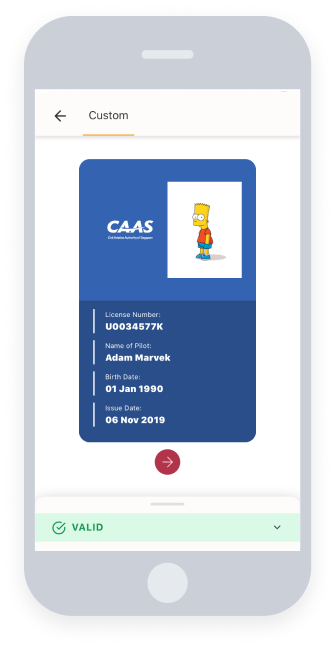 Custom
CAAS
Civil Aviation Authority of Singapore
License Number:
U0034577K
Name of Pilot:
Adam Marvek
Birth Date:
01 Jan 1990
Issue Date:
06 Nov 2019
VALID